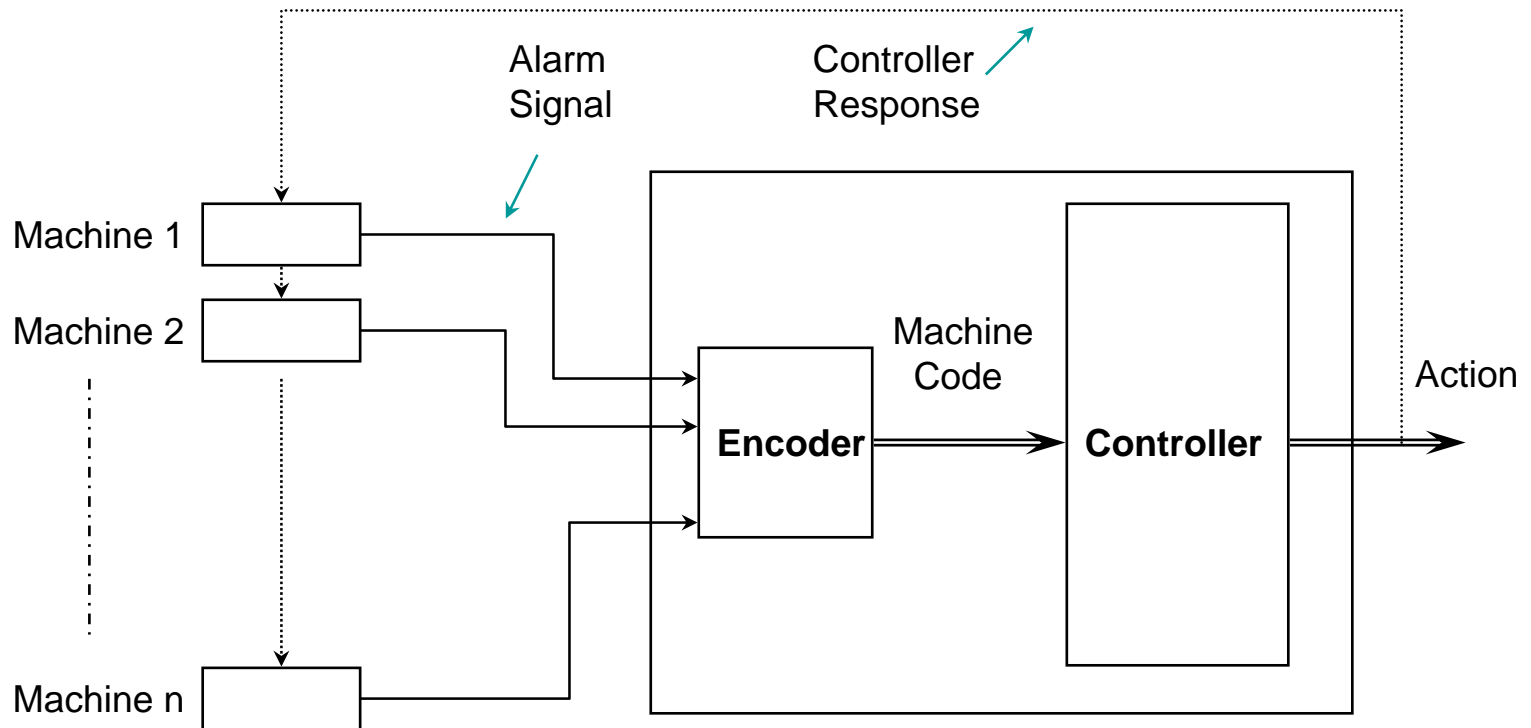 Alarm
Signal
Controller
Response
Machine 1
Machine 2
Machine
Code
Action
Encoder
Controller
Machine n